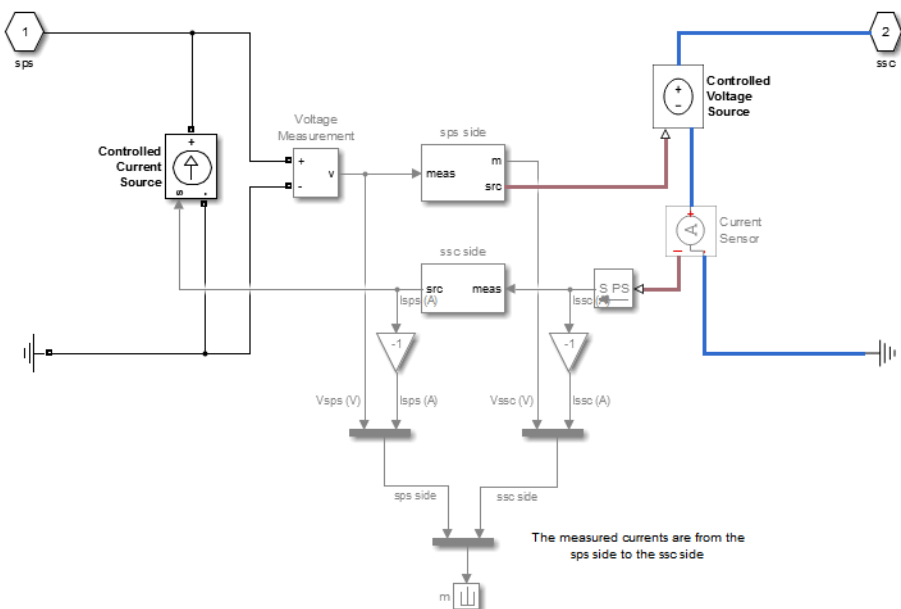 1
sps
2
ssc
Controlled
Voltage
Source
+
−
Voltage
Measurement
+
-
v
sps side
meas
m
src
Controlled
Current
Source
+
s
-
A
+
-
Current
Sensor
ssc side
src
meas
S PS
Isps (A)
-1
-1
Vsps (V)
Isps (A)
Vssc (V)
Issc (A)
sps side
ssc side
The measured currents are from the
sps side to the ssc side
m